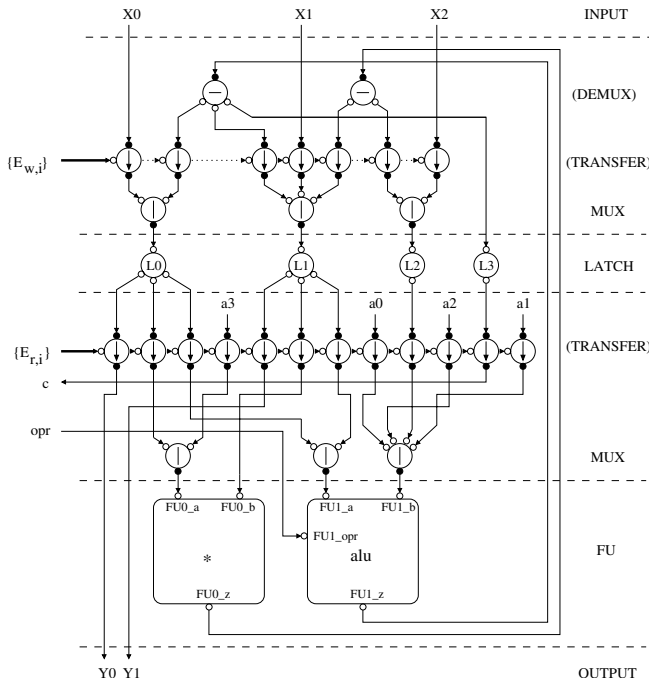 X0 X1 X2 INPUT
(DEMUX)
{E_w,i} (TRANSFER)
MUX
L0 L1 L2 L3 LATCH
a3 a0 a2 a1
{E_r,i} (TRANSFER)
c
opr
MUX
FU0_a FU0_b FU1_a FU1_b
FU1_opr
* alu FU
FU0_z FU1_z
Y0 Y1 OUTPUT